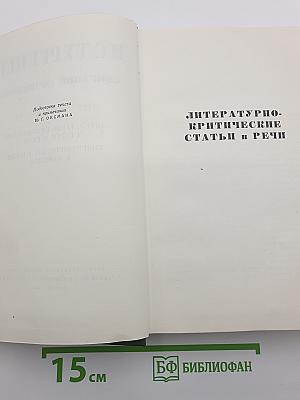 Подготовка текста
и примечания
Ю. Г. ОКСМАНА
ЛИТЕРАТУРНО-
КРИТИЧЕСКИЕ
СТАТЬИ и РЕЧИ
15 см
БФ БИБЛИОФАН